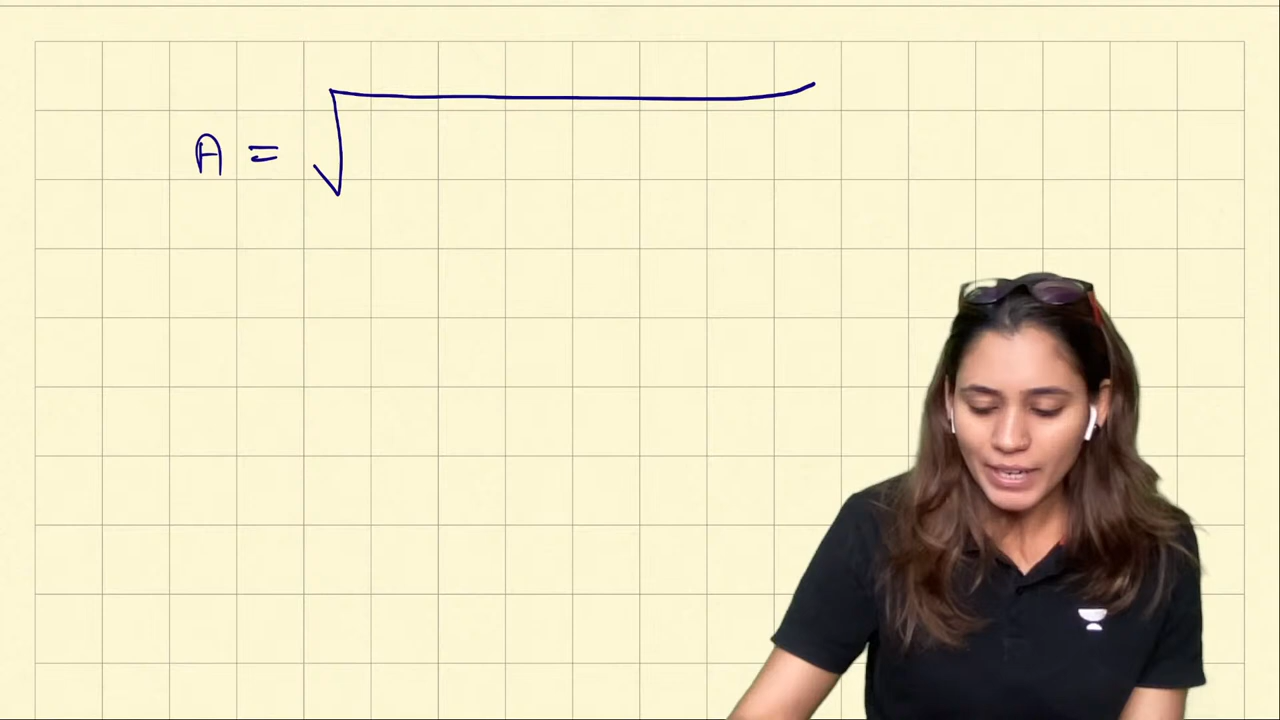 A = √